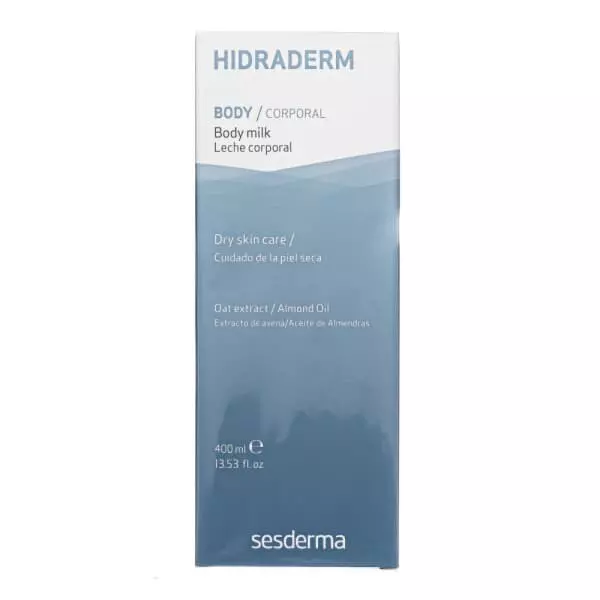 HIDRADERM
BODY / CORPORAL
Body milk
Leche corporal
Dry skin care /
Cuidado de la piel seca
Oat extract / Almond Oil
Extracto de avena/Aceite de Almendras
400 ml ℮
13.53 fl. oz
sesderma